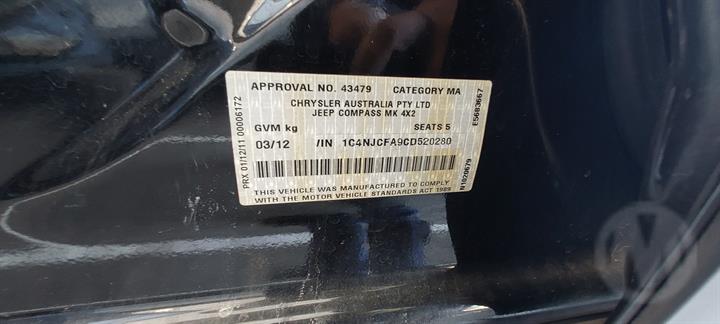 APPROVAL NO. 43479 CATEGORY MA
CHRYSLER AUSTRALIA PTY LTD
JEEP COMPASS MK 4X2
GVM kg SEATS 5
03/12 /IN 1C4NJCFA9CD520280
THIS VEHICLE WAS MANUFACTURED TO COMPLY
WITH THE MOTOR VEHICLE STANDARDS ACT 1989
PRX 01/12/11 00006172
E5683667
N1020679
M